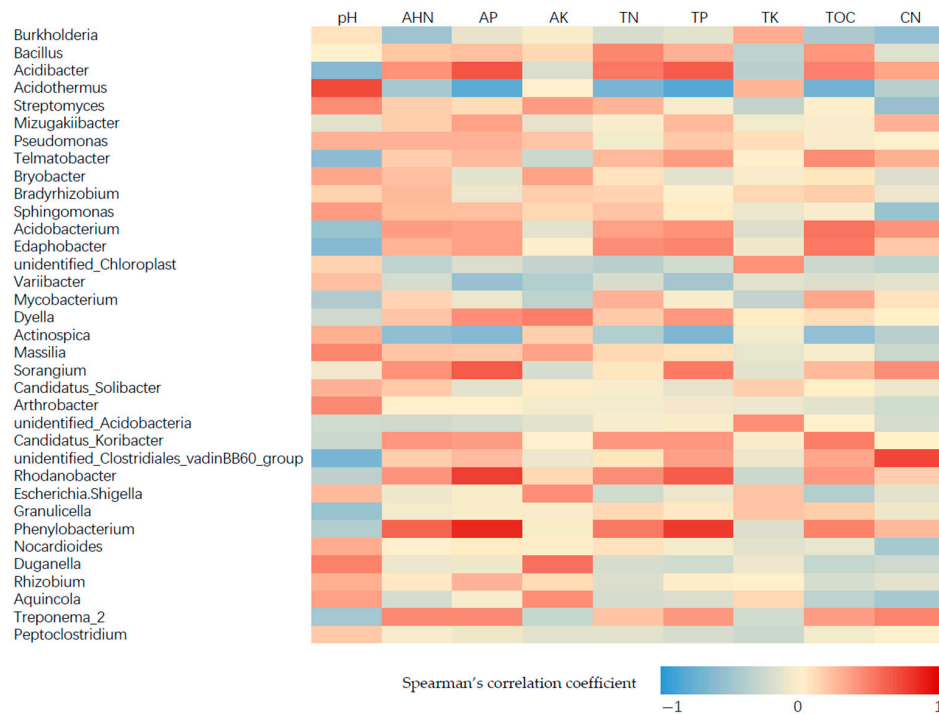 pH AHN AP AK TN TP TK TOC CN
Burkholderia
Bacillus
Acidibacter
Acidothermus
Streptomyces
Mizugakiibacter
Pseudomonas
Telmatobacter
Bryobacter
Bradyrhizobium
Sphingomonas
Acidobacterium
Edaphobacter
unidentified_Chloroplast
Variibacter
Mycobacterium
Dyella
Actinospica
Massilia
Sorangium
Candidatus_Solibacter
Arthrobacter
unidentified_Acidobacteria
Candidatus_Koribacter
unidentified_Clostridiales_vadinBB60_group
Rhodanobacter
Escherichia.Shigella
Granulicella
Phenylobacterium
Nocardioides
Duganella
Rhizobium
Aquincola
Treponema_2
Peptoclostridium
Spearman’s correlation coefficient
−1 0 1